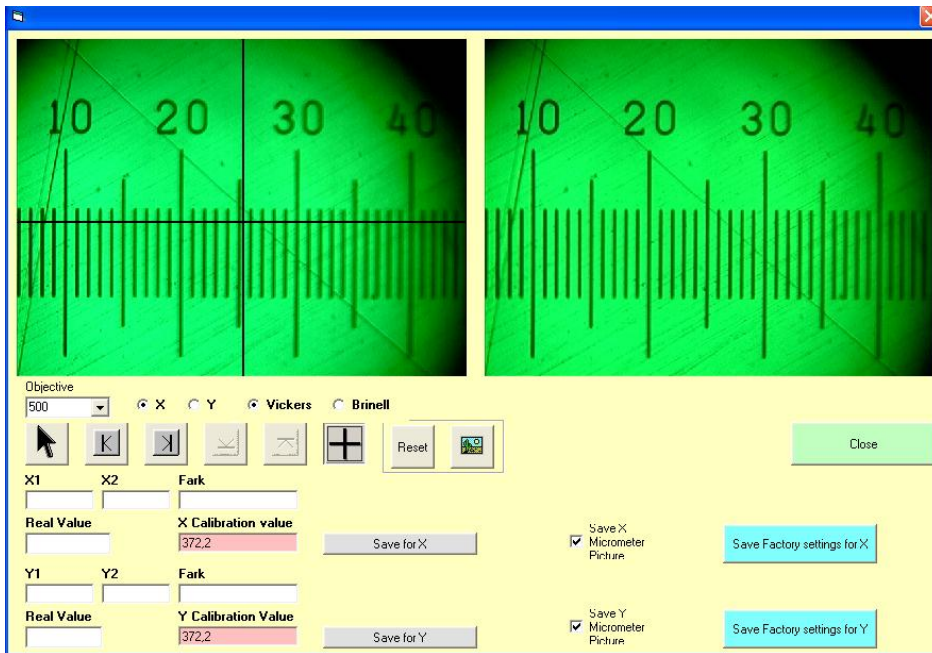 10 20 30 40
10 20 30 40
Objective
500
X Y Vickers Brinell
Reset
Close
X1 X2 Fark
Real Value X Calibration value
372,2
Save for X
Save X
Micrometer
Picture
Save Factory settings for X
Y1 Y2 Fark
Real Value Y Calibration Value
372,2
Save for Y
Save Y
Micrometer
Picture
Save Factory settings for Y